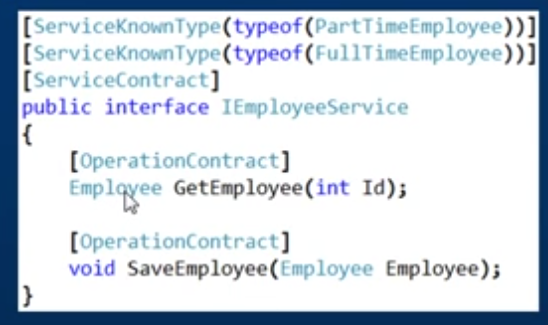 [ServiceKnownType(typeof(PartTimeEmployee))]
[ServiceKnownType(typeof(FullTimeEmployee))]
[ServiceContract]
public interface IEmployeeService
{
    [OperationContract]
    Employee GetEmployee(int Id);

    [OperationContract]
    void SaveEmployee(Employee Employee);
}